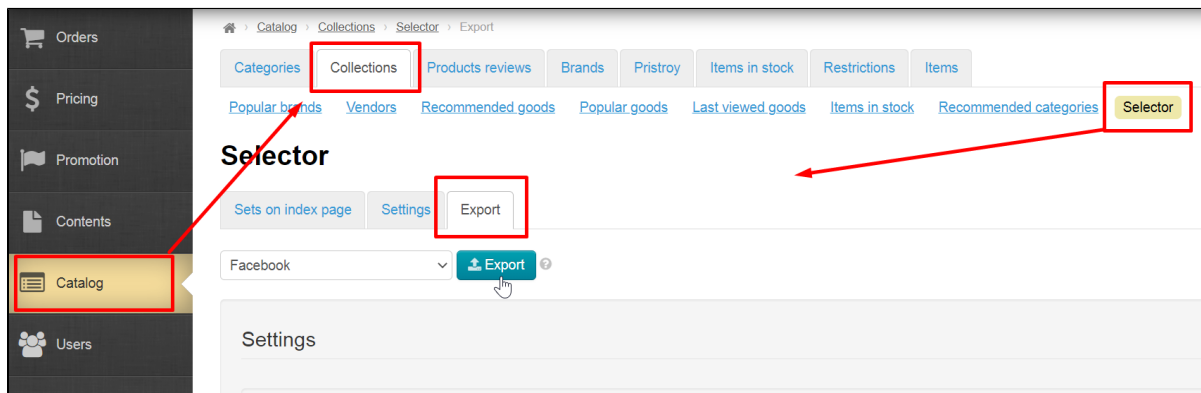 Orders
Pricing
Promotion
Contents
Catalog
Users
Catalog › Collections › Selector › Export
Categories Collections Products reviews Brands Pristroy Items in stock Restrictions Items
Popular brands Vendors Recommended goods Popular goods Last viewed goods Items in stock Recommended categories Selector
Selector
Sets on index page Settings Export
Facebook Export ?
Settings